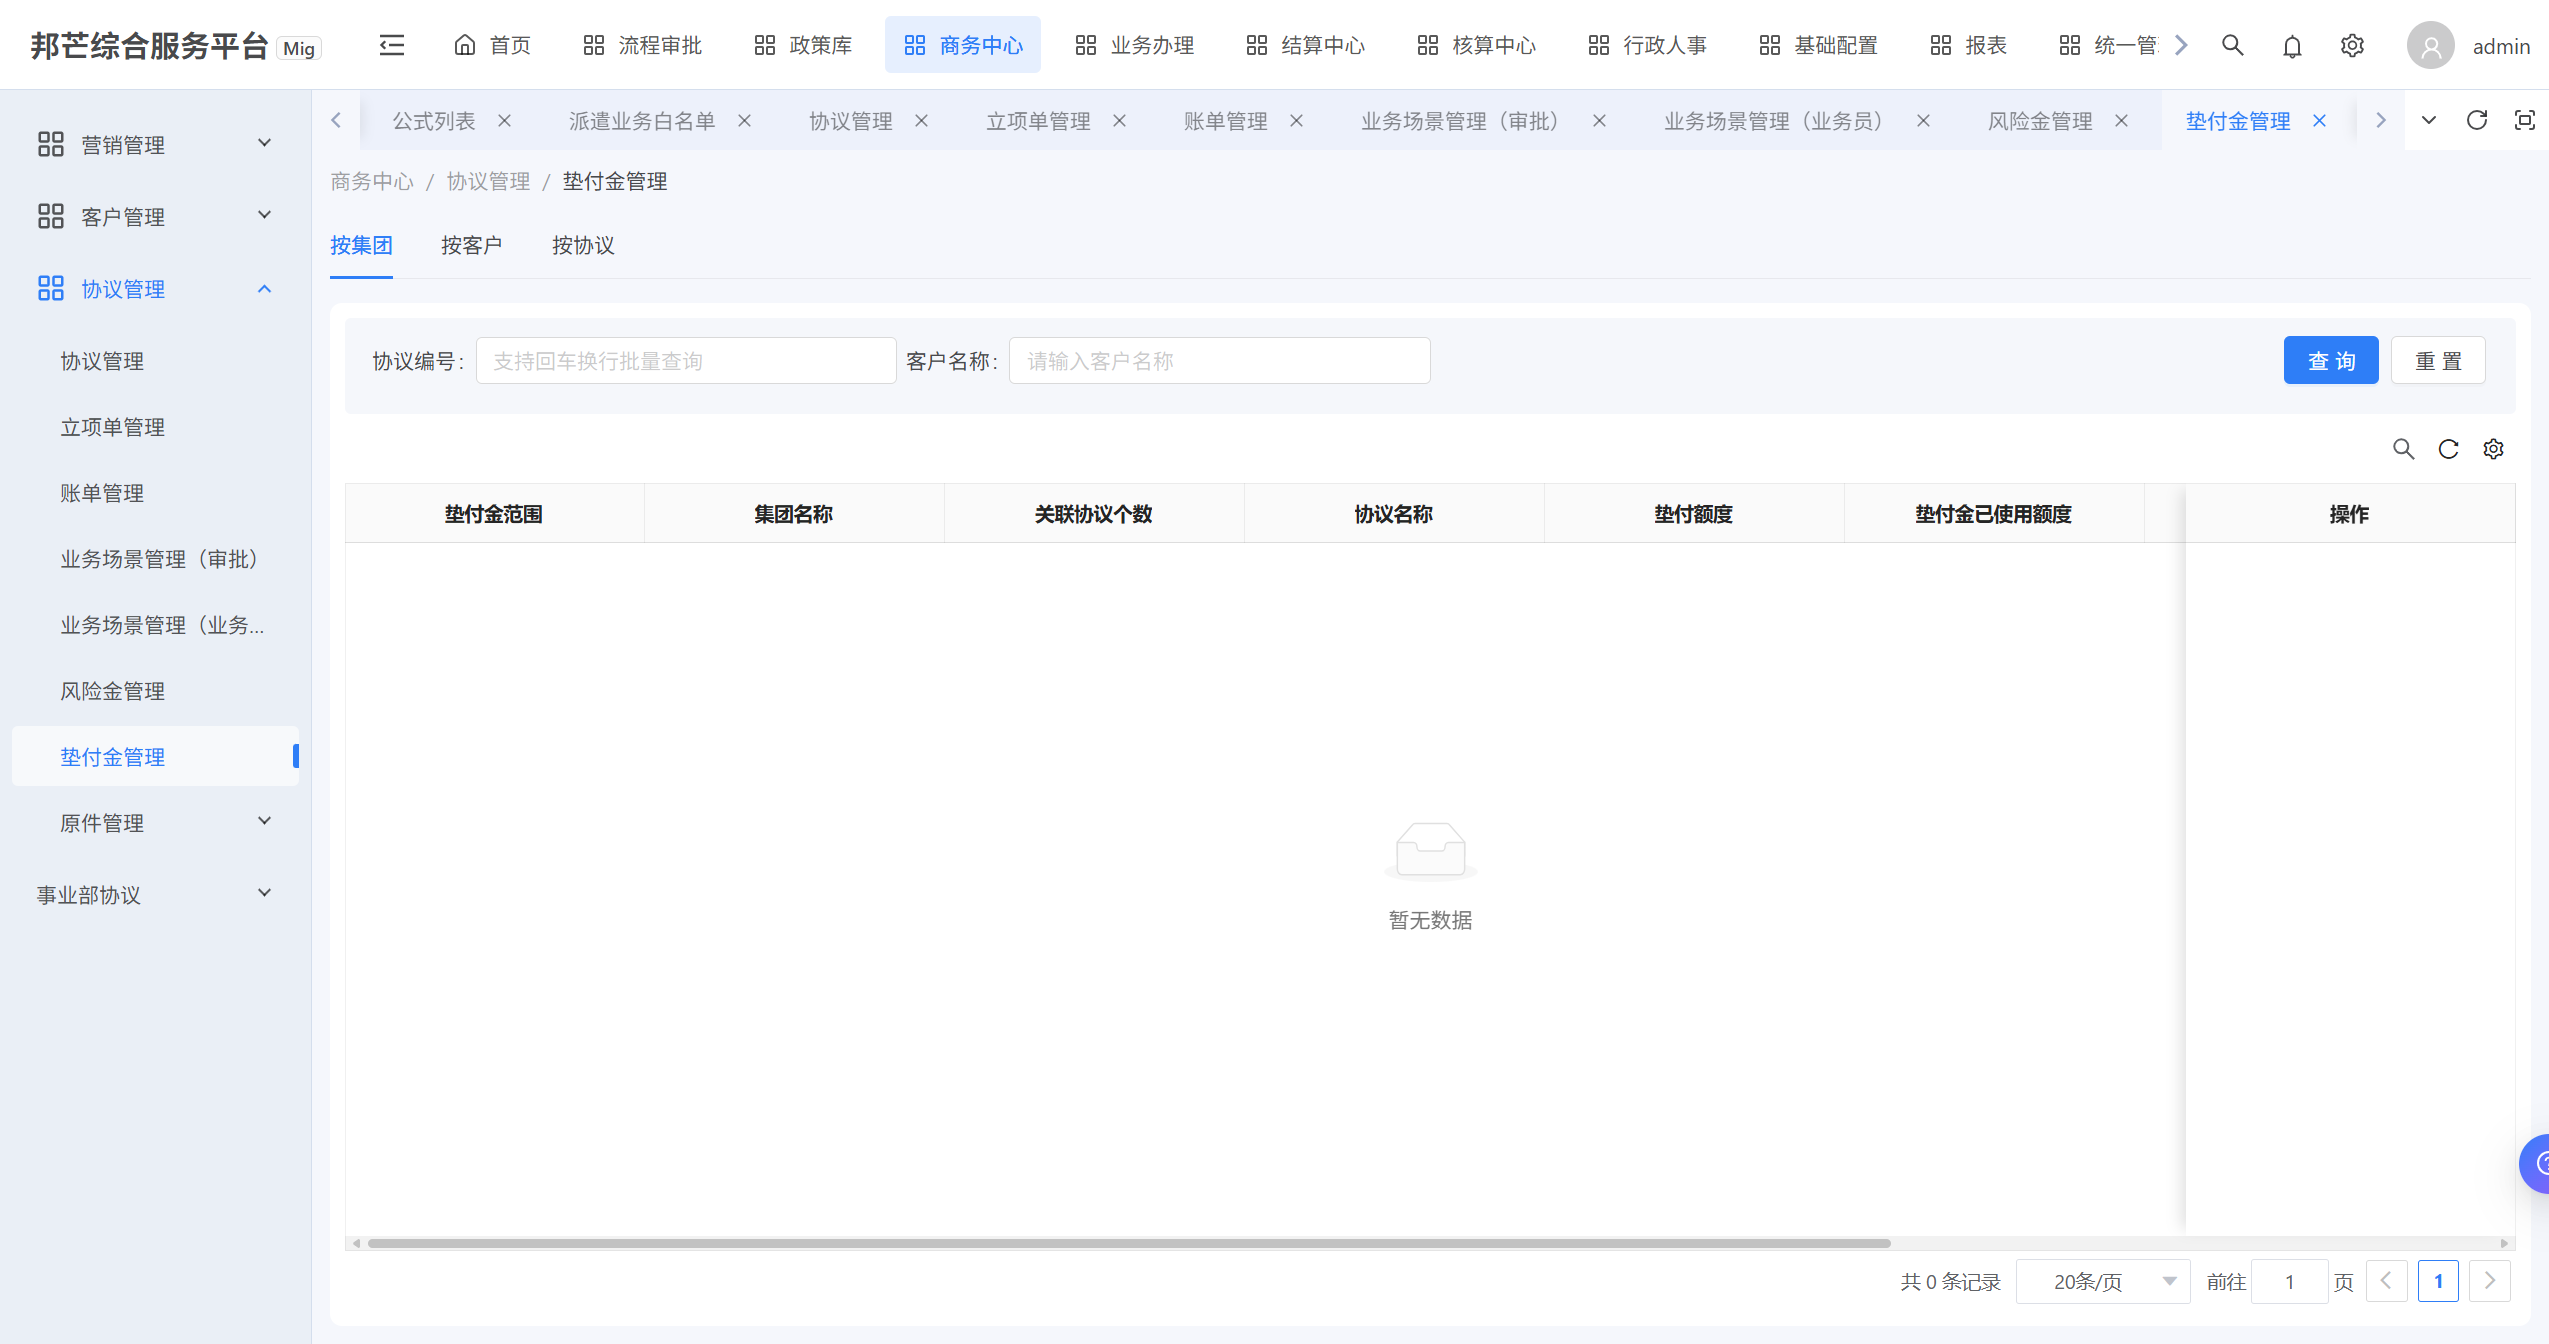 邦芒综合服务平台 Mig
首页 流程审批 政策库 商务中心 业务办理 结算中心 核算中心 行政人事 基础配置 报表 统一管 admin
公式列表 派遣业务白名单 协议管理 立项单管理 账单管理 业务场景管理（审批） 业务场景管理（业务员） 风险金管理 垫付金管理
营销管理
客户管理
协议管理
协议管理
立项单管理
账单管理
业务场景管理（审批）
业务场景管理（业务...
风险金管理
垫付金管理
原件管理
事业部协议
商务中心 / 协议管理 / 垫付金管理
按集团 按客户 按协议
协议编号: 支持回车换行批量查询 客户名称: 请输入客户名称 查 询 重 置
垫付金范围 集团名称 关联协议个数 协议名称 垫付额度 垫付金已使用额度 操作
暂无数据
共 0 条记录 20条/页 前往 1 页 1